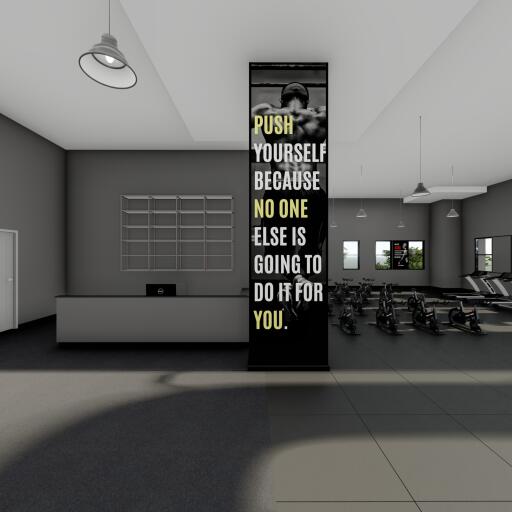 PUSH
YOURSELF
BECAUSE
NO ONE
ELSE IS
GOING TO
DO IT FOR
YOU.